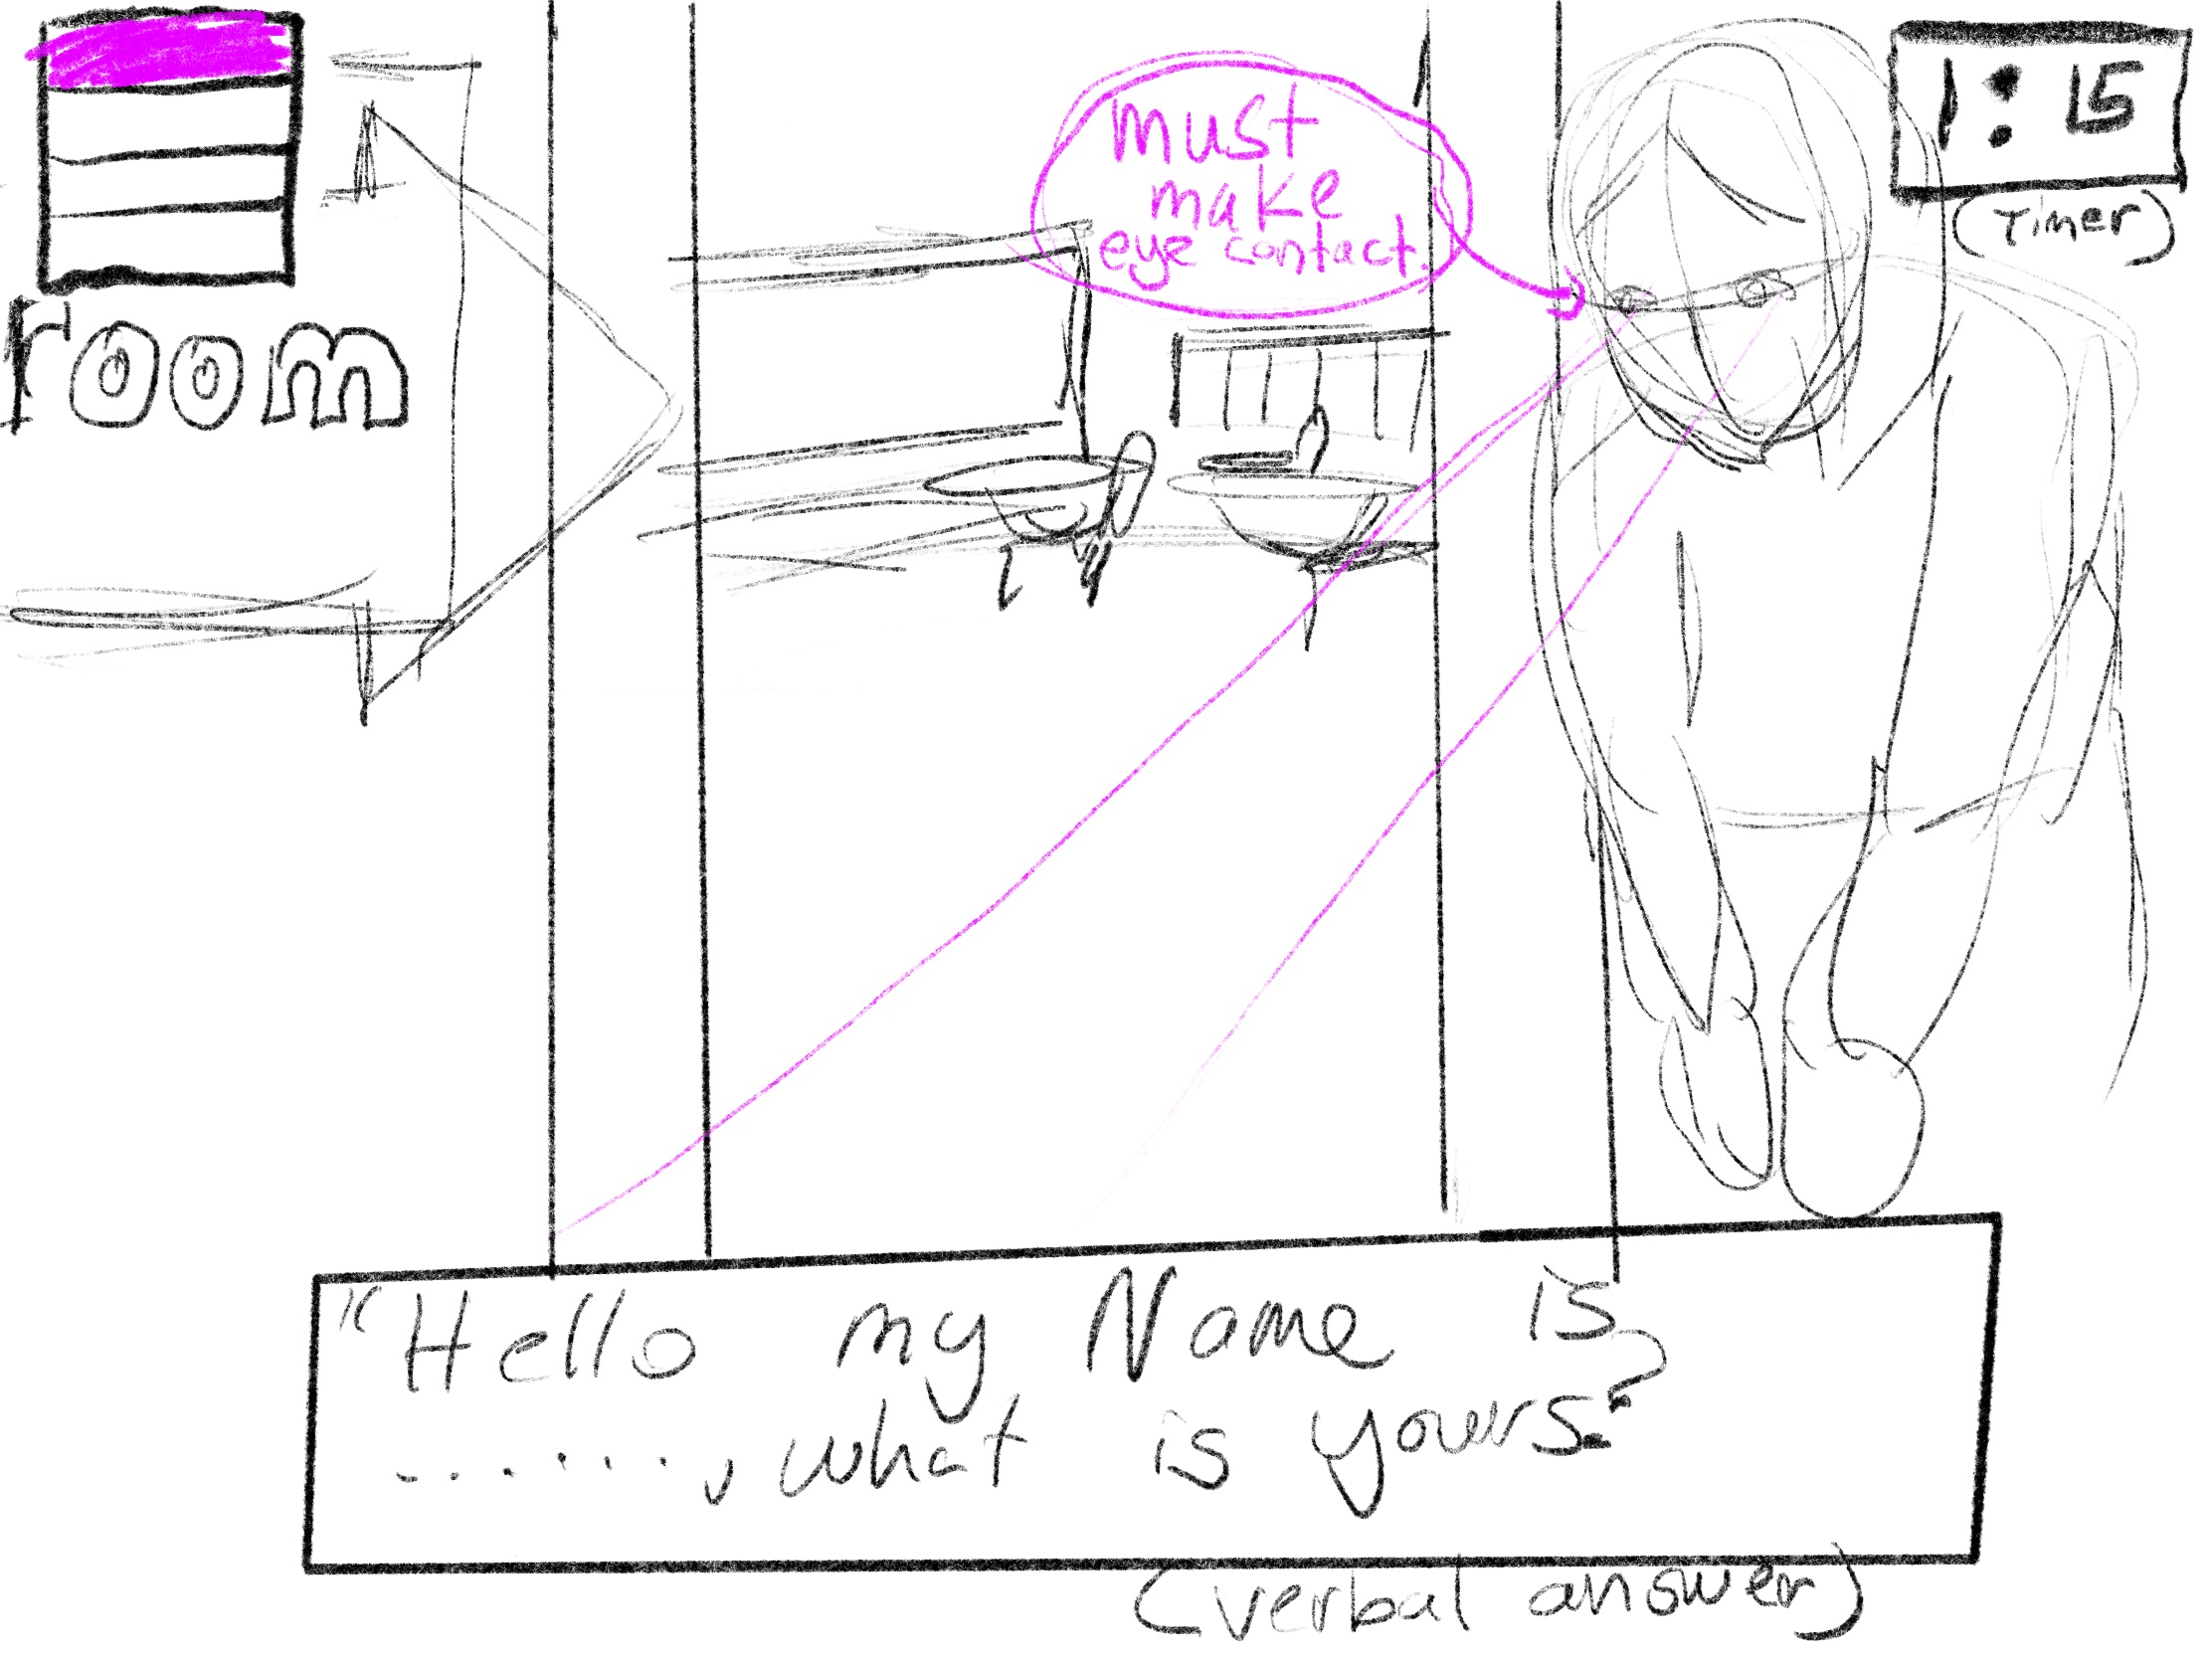 room
must
make
eye contact.
1:15
(Timer)
"Hello my Name is
......., what is yours?
(verbal answer)